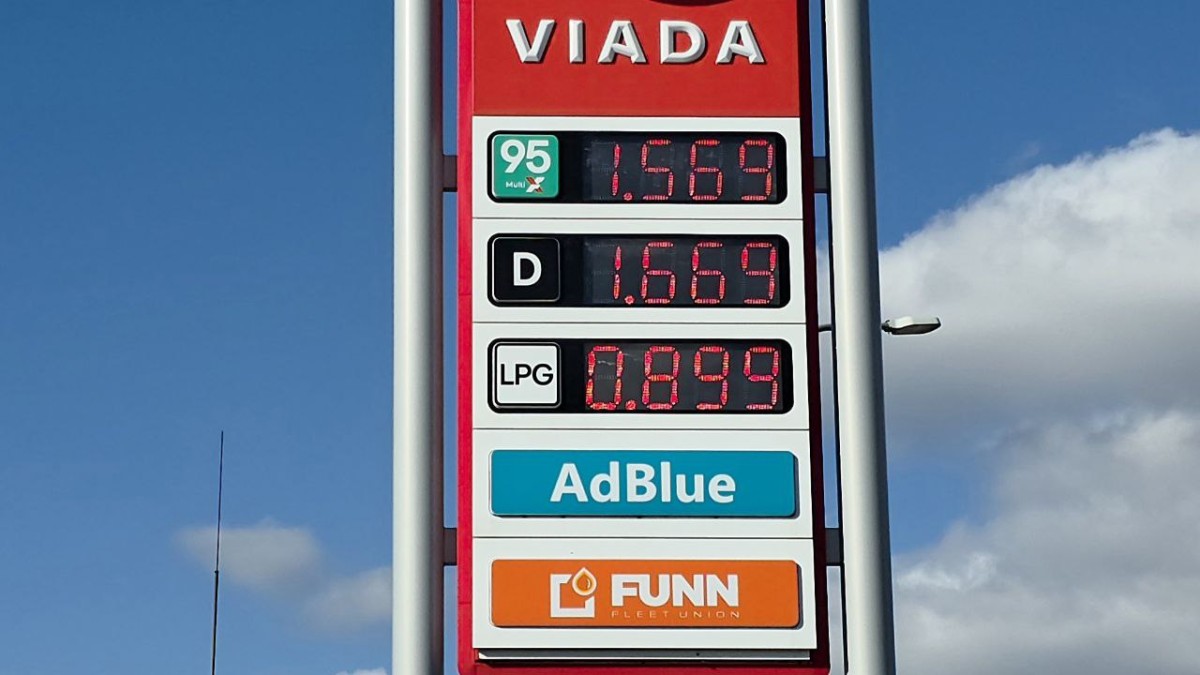 VIADA
95 1.569
Multi X
D 1.669
LPG 0.899
AdBlue
FUNN
FLEET UNION